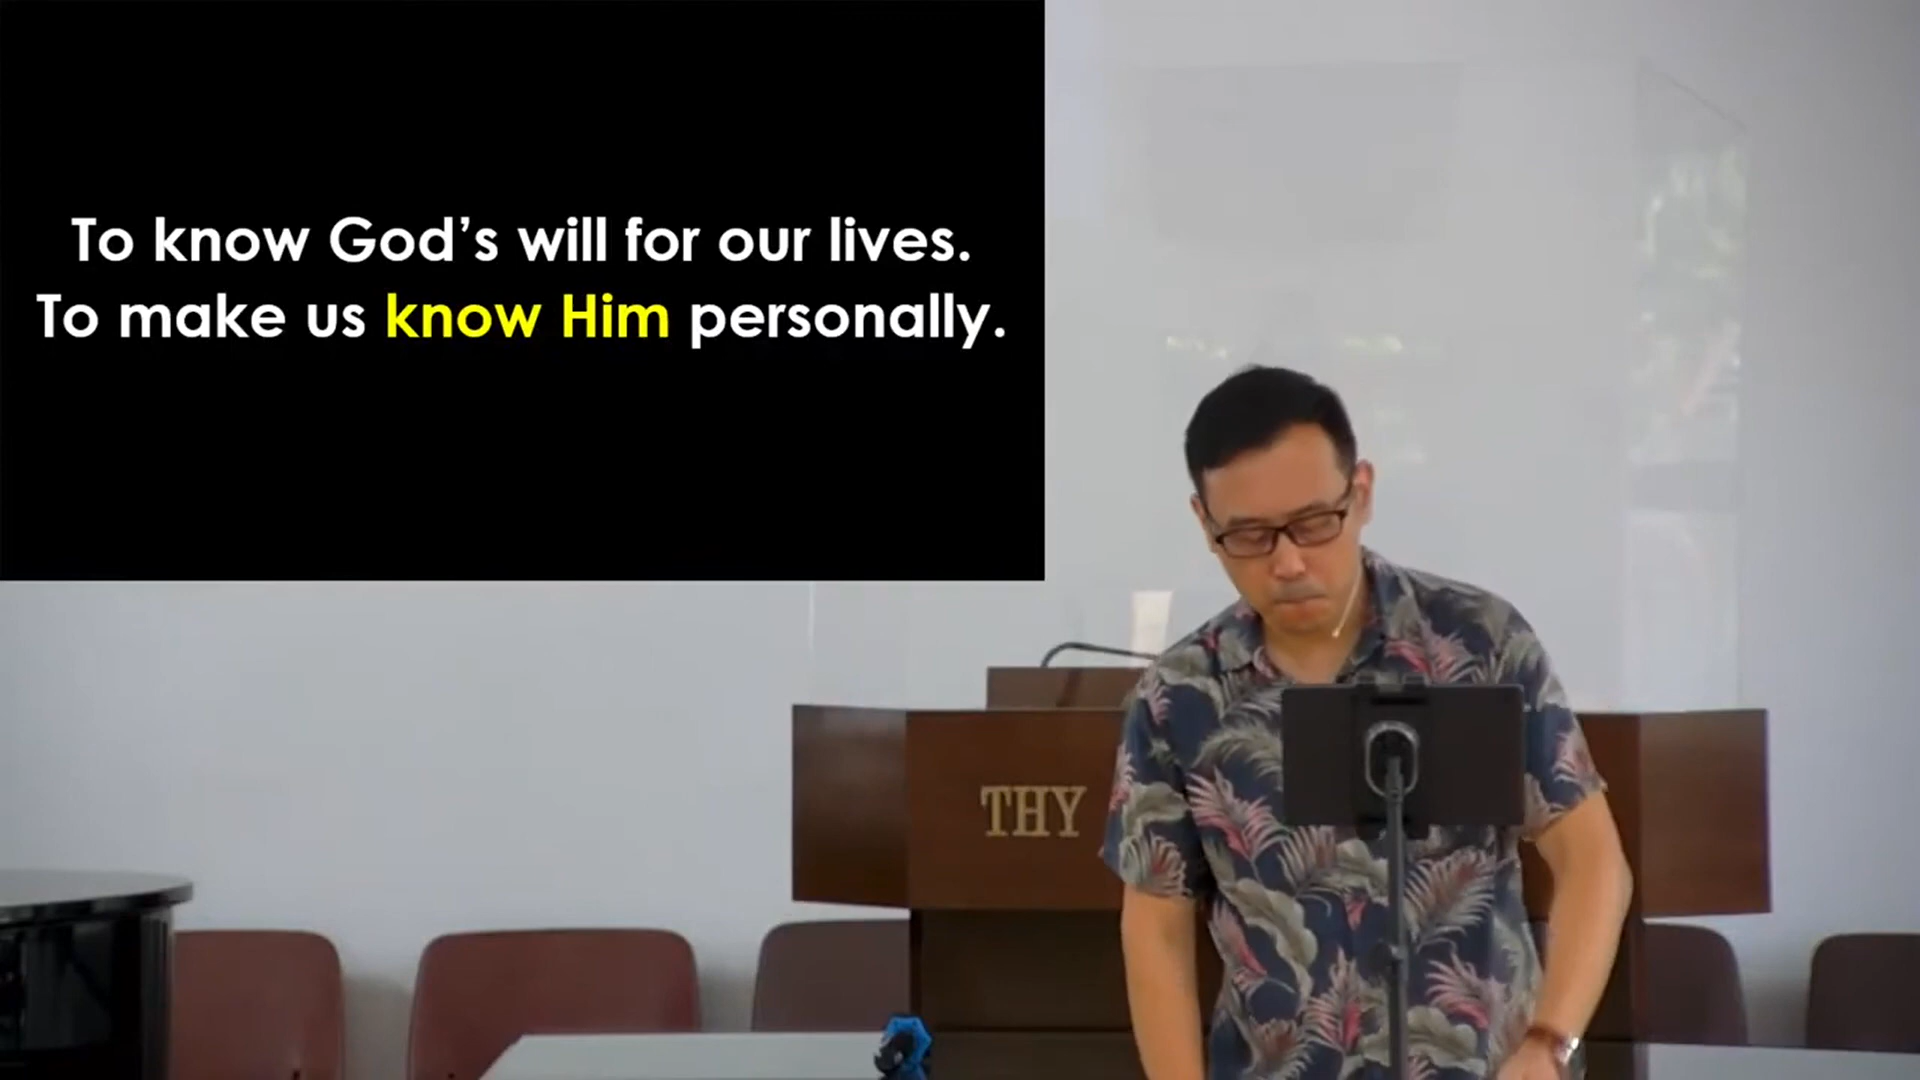 To know God’s will for our lives.
To make us know Him personally.
THY